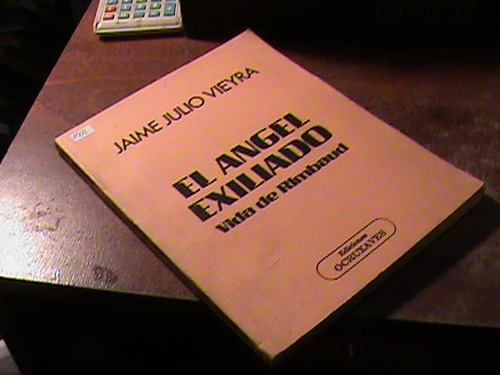 JAIME JULIO VIEYRA
EL ANGEL
EXILIADO
Vida de Rimbaud
Ediciones
OCRUXAVES